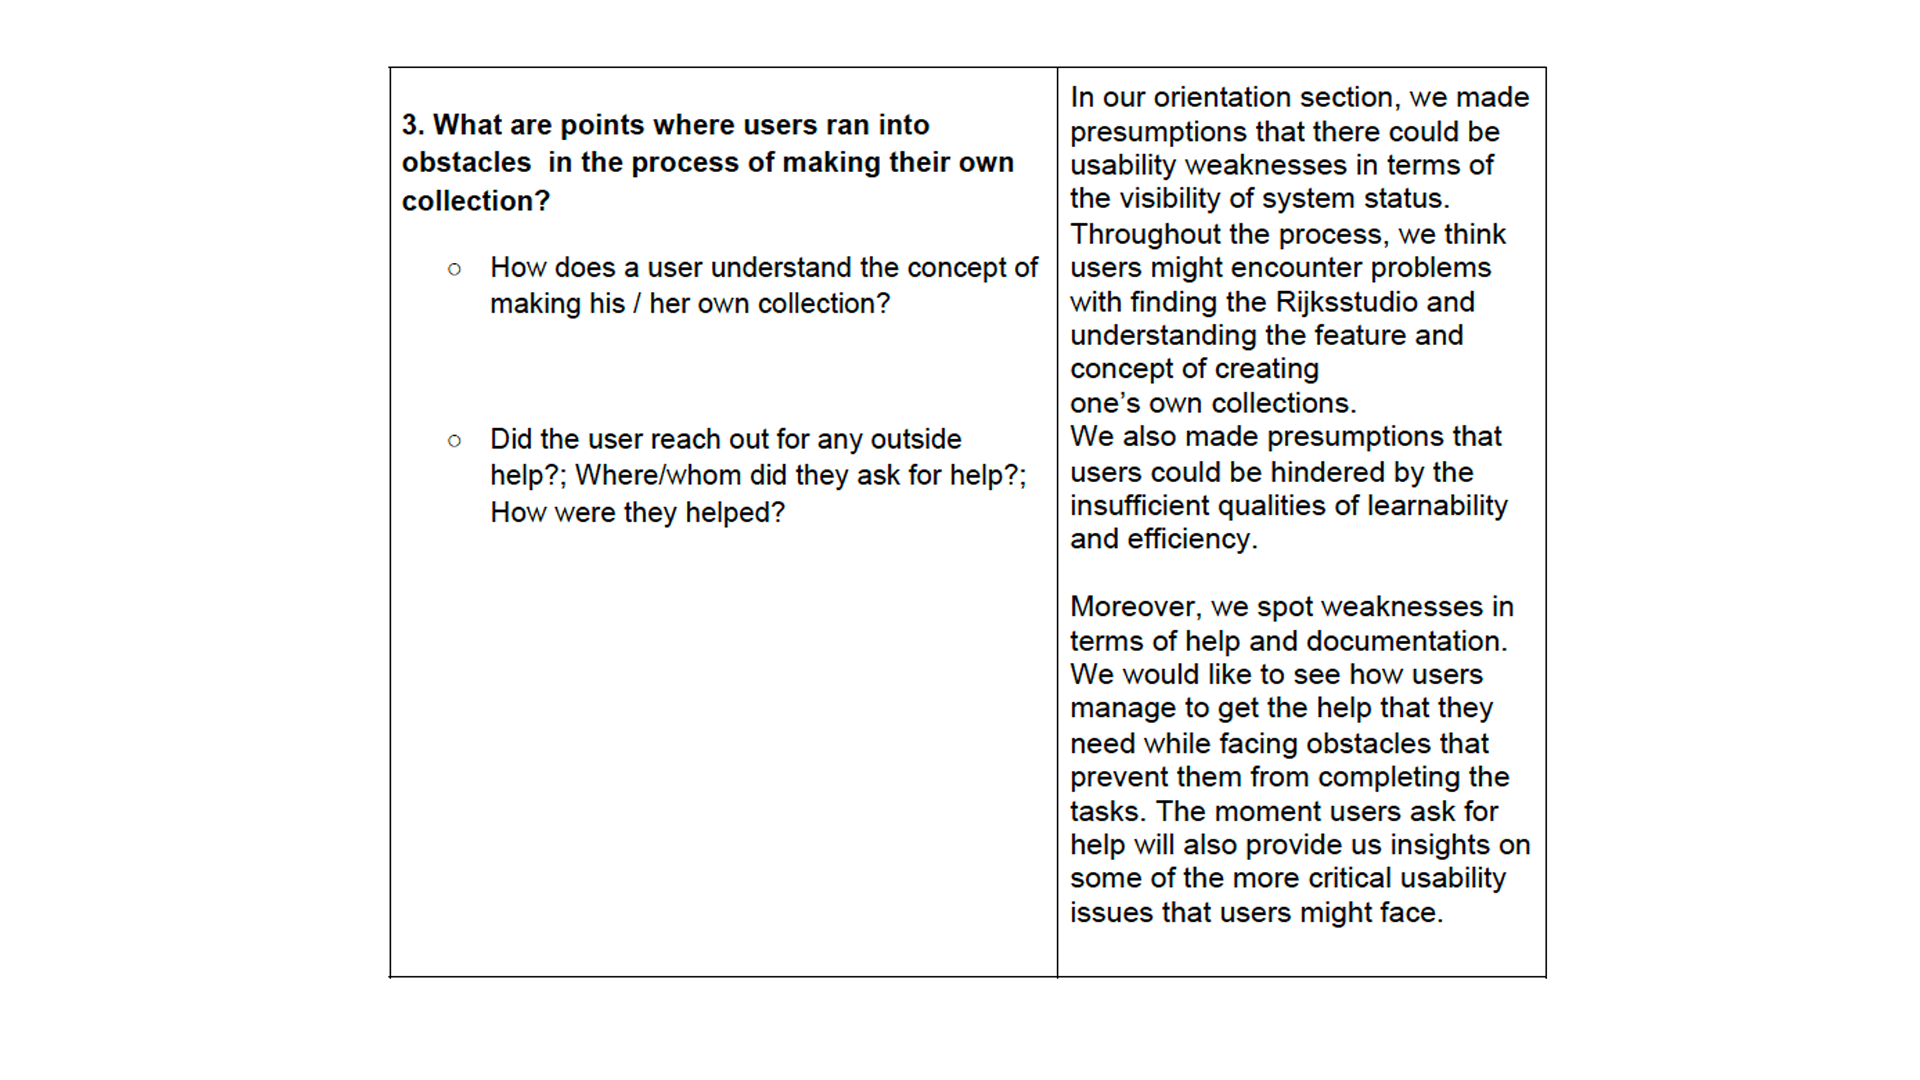 3. What are points where users ran into
obstacles  in the process of making their own
collection?
○ How does a user understand the concept of
making his / her own collection?
○ Did the user reach out for any outside
help?; Where/whom did they ask for help?;
How were they helped?
In our orientation section, we made
presumptions that there could be
usability weaknesses in terms of
the visibility of system status.
Throughout the process, we think
users might encounter problems
with finding the Rijksstudio and
understanding the feature and
concept of creating
one’s own collections.
We also made presumptions that
users could be hindered by the
insufficient qualities of learnability
and efficiency.
Moreover, we spot weaknesses in
terms of help and documentation.
We would like to see how users
manage to get the help that they
need while facing obstacles that
prevent them from completing the
tasks. The moment users ask for
help will also provide us insights on
some of the more critical usability
issues that users might face.